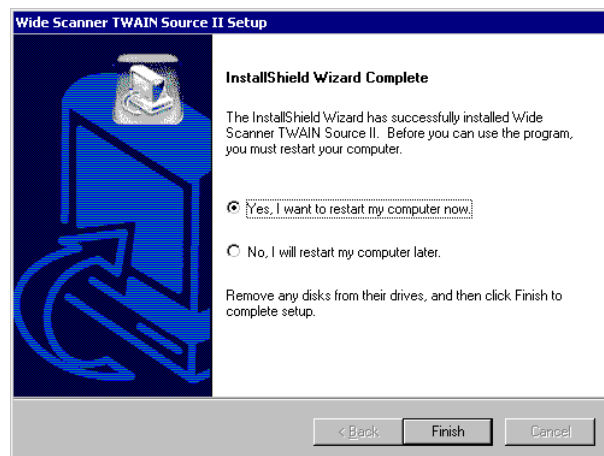 Wide Scanner TWAIN Source II Setup
InstallShield Wizard Complete
The InstallShield Wizard has successfully installed Wide
Scanner TWAIN Source II. Before you can use the program,
you must restart your computer.
Yes, I want to restart my computer now.
No, I will restart my computer later.
Remove any disks from their drives, and then click Finish to
complete setup.
< Back Finish Cancel